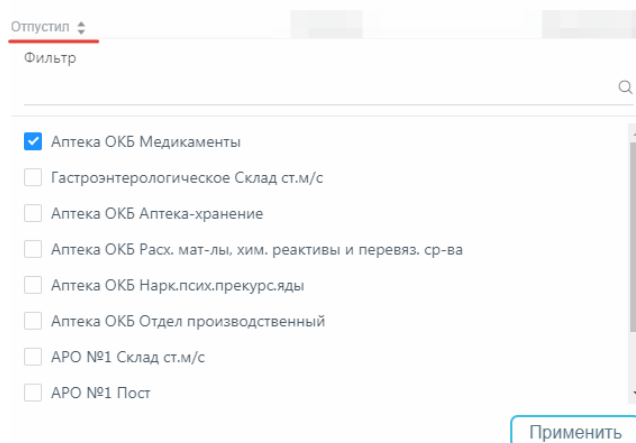 Отпустил
Фильтр
Аптека ОКБ Медикаменты
Гастроэнтерологическое Склад ст.м/с
Аптека ОКБ Аптека-хранение
Аптека ОКБ Расх. мат-лы, хим. реактивы и перевяз. ср-ва
Аптека ОКБ Нарк.псих.прекурс.яды
Аптека ОКБ Отдел производственный
АРО №1 Склад ст.м/с
АРО №1 Пост
Применить